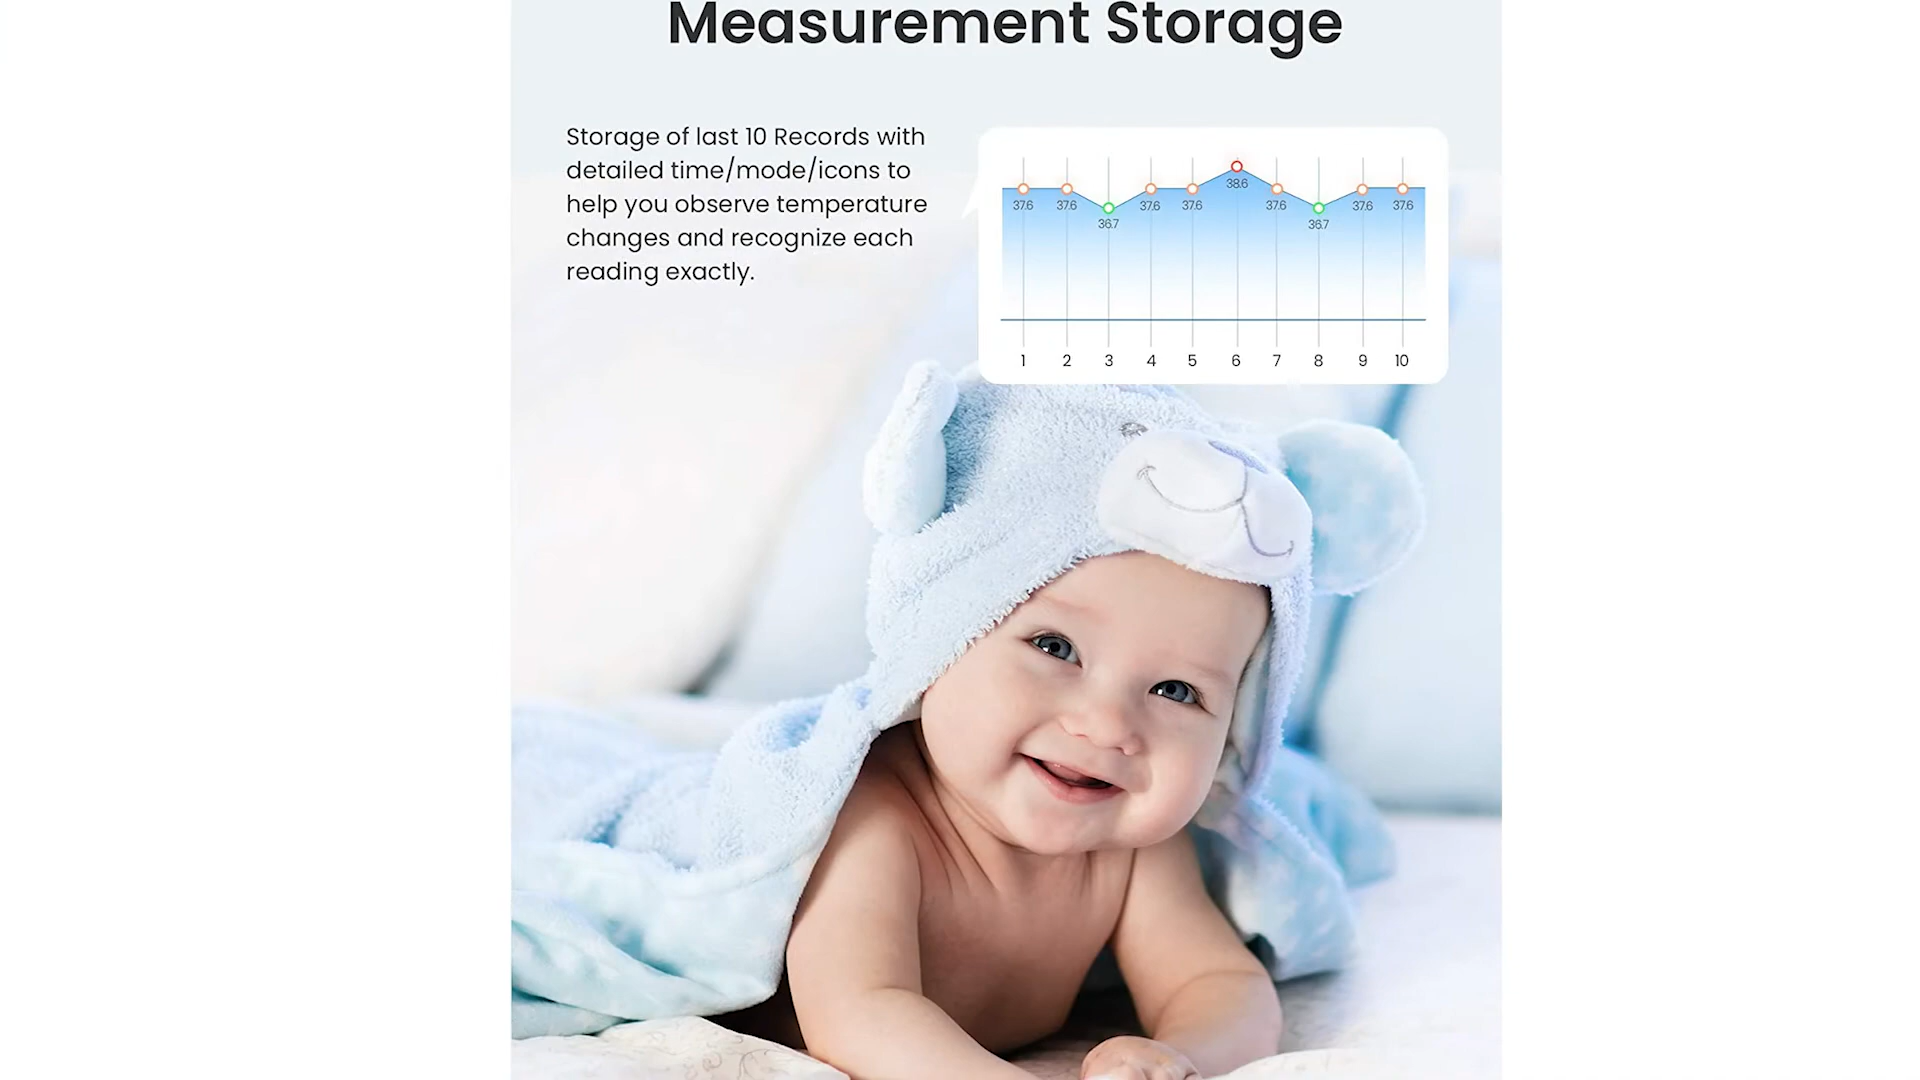 Measurement Storage
Storage of last 10 Records with
detailed time/mode/icons to
help you observe temperature
changes and recognize each
reading exactly.
38.6
37.6 37.6 37.6 37.6 37.6 37.6 37.6
36.7 36.7
1 2 3 4 5 6 7 8 9 10